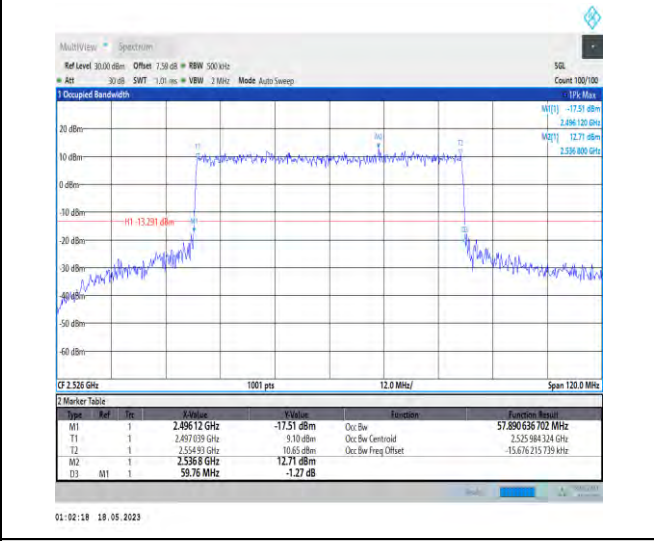 MultiView Spectrum
Ref Level 30.00 dBm Offset 7.58 dB RBW 500 kHz SGL
Att 30 dB SWT 1.01 ms VBW 2 MHz Mode Auto Sweep Count 100/100
1 Occupied Bandwidth 1Pk Max
M1[1] -17.51 dBm
2.496 120 GHz
M2[1] 12.71 dBm
2.536 800 GHz
20 dBm
T1 M2 T2
10 dBm
0 dBm
-10 dBm
H1 -13.291 dBm M1
-20 dBm D3
-30 dBm
-40 dBm
-50 dBm
-60 dBm
CF 2.526 GHz 1001 pts 12.0 MHz/ Span 120.0 MHz
2 Marker Table
Type Ref Trc X-Value Y-Value Function Function Result
M1 1 2.496 12 GHz -17.51 dBm Occ Bw 57.890 636 702 MHz
T1 1 2.497 039 GHz 9.10 dBm Occ Bw Centroid 2.525 984 324 GHz
T2 1 2.554 93 GHz 10.65 dBm Occ Bw Freq Offset -15.676 215 739 kHz
M2 1 2.536 8 GHz 12.71 dBm
D3 M1 1 59.76 MHz -1.27 dB
01:02:18 18.05.2023